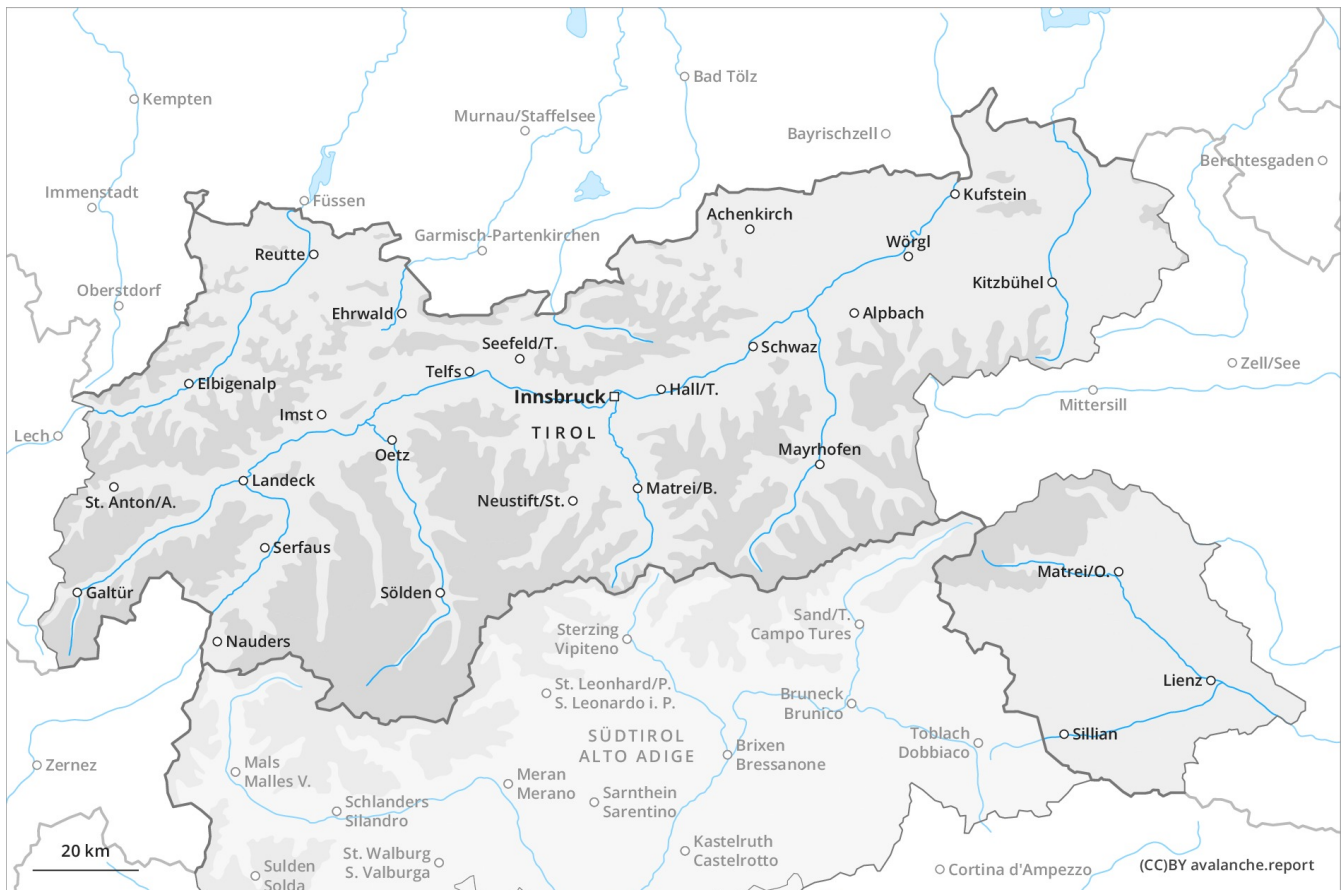 Kempten
Bad Tölz
Murnau/Staffelsee
Bayrischzell
Berchtesgaden
Immenstadt
Füssen
Kufstein
Achenkirch
Garmisch-Partenkirchen
Wörgl
Reutte
Oberstdorf
Kitzbühel
Ehrwald
Alpbach
Seefeld/T.
Schwaz
Zell/See
Telfs
Elbigenalp
Innsbruck
Hall/T.
Mittersill
Imst
TIROL
Lech
Oetz
Mayrhofen
Landeck
Matrei/B.
St. Anton/A.
Neustift/St.
Serfaus
Matrei/O.
Galtür
Sölden
Sand/T.
Campo Tures
Sterzing
Vipiteno
Nauders
Lienz
St. Leonhard/P.
S. Leonardo i. P.
Bruneck
Brunico
Sillian
Toblach
Dobbiaco
SÜDTIROL
ALTO ADIGE
Brixen
Bressanone
Zernez
Mals
Malles V.
Meran
Merano
Sarnthein
Sarentino
Schlanders
Silandro
Kastelruth
Castelrotto
20 km
St. Walburg
S. Valburga
Sulden
Solda
Cortina d'Ampezzo
(CC)BY avalanche.report